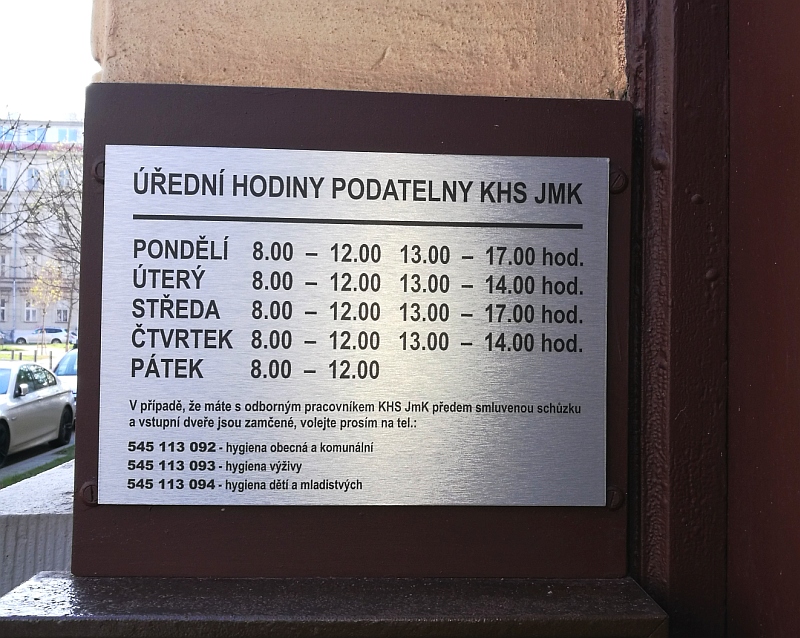 ÚŘEDNÍ HODINY PODATELNY KHS JMK
PONDĚLÍ 8.00 – 12.00 13.00 – 17.00 hod.
ÚTERÝ 8.00 – 12.00 13.00 – 14.00 hod.
STŘEDA 8.00 – 12.00 13.00 – 17.00 hod.
ČTVRTEK 8.00 – 12.00 13.00 – 14.00 hod.
PÁTEK 8.00 – 12.00
V případě, že máte s odborným pracovníkem KHS JmK předem smluvenou schůzku
a vstupní dveře jsou zamčené, volejte prosím na tel.:
545 113 092 - hygiena obecná a komunální
545 113 093 - hygiena výživy
545 113 094 - hygiena dětí a mladistvých